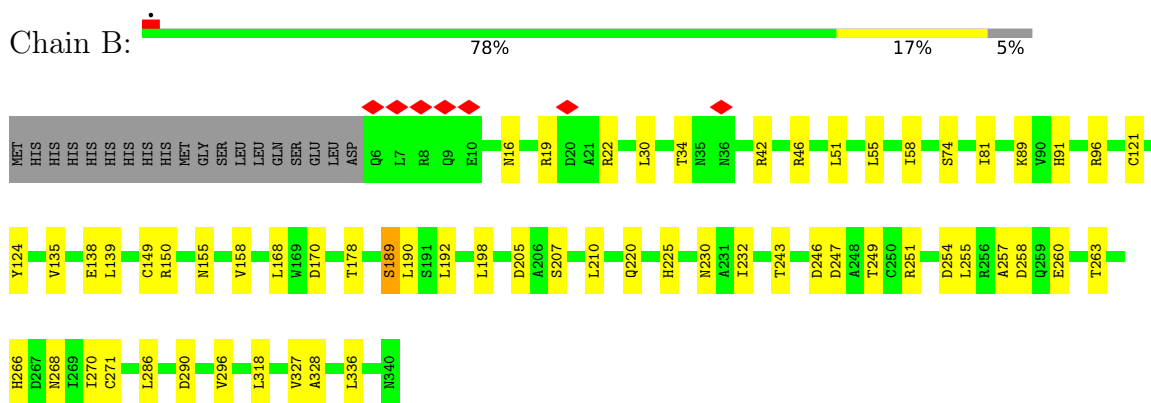 Chain B:
78% 17% 5%
MET HIS HIS HIS HIS HIS HIS HIS HIS MET GLY SER LEU LEU GLN SER GLU LEU ASP Q6 L7 R8 Q9 E10 N16 R19 D20 A21 R22 L30 T34 N35 N36 R42 R46 L51 L55 I58 S74 I81 K89 V90 H91 R96 C121
Y124 V135 E138 L139 C149 R150 N155 V158 L168 W169 D170 T178 S189 L190 S191 L192 L198 D205 A206 S207 L210 Q220 H225 N230 A231 I232 T243 D246 D247 A248 T249 C250 R251 D254 L255 R256 A257 D258 Q259 E260 T263
H266 D267 N268 I269 I270 C271 L286 D290 V296 L318 V327 A328 L336 N340